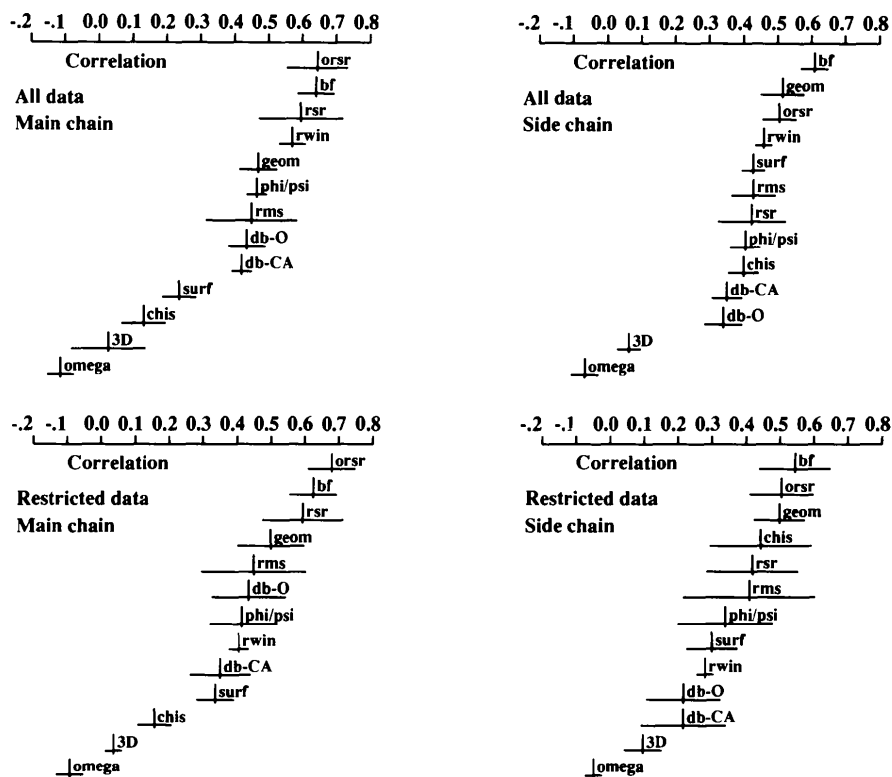 -.2 -.1 0.0 0.1 0.2 0.3 0.4 0.5 0.6 0.7 0.8
Correlation
All data
Main chain
orsr
bf
rsr
rwin
geom
phi/psi
rms
db-O
db-CA
surf
chis
3D
omega
-.2 -.1 0.0 0.1 0.2 0.3 0.4 0.5 0.6 0.7 0.8
Correlation
All data
Side chain
bf
geom
orsr
rwin
surf
rms
rsr
phi/psi
chis
db-CA
db-O
3D
omega
-.2 -.1 0.0 0.1 0.2 0.3 0.4 0.5 0.6 0.7 0.8
Correlation
Restricted data
Main chain
orsr
bf
rsr
geom
rms
db-O
phi/psi
rwin
db-CA
surf
chis
3D
omega
-.2 -.1 0.0 0.1 0.2 0.3 0.4 0.5 0.6 0.7 0.8
Correlation
Restricted data
Side chain
bf
orsr
geom
chis
rsr
rms
phi/psi
surf
rwin
db-O
db-CA
3D
omega